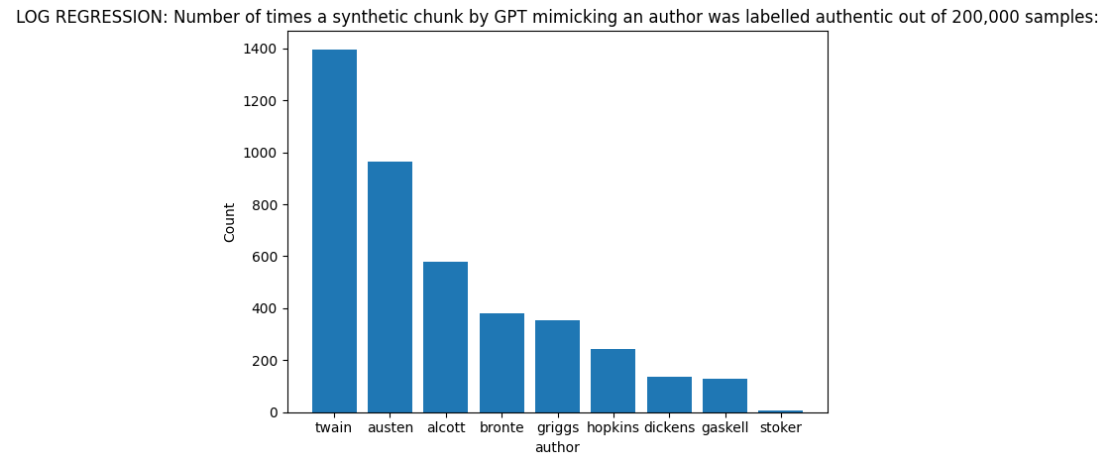 LOG REGRESSION: Number of times a synthetic chunk by GPT mimicking an author was labelled authentic out of 200,000 samples:
1400
1200
1000
800
600
400
200
0
Count
twain austen alcott bronte griggs hopkins dickens gaskell stoker
author